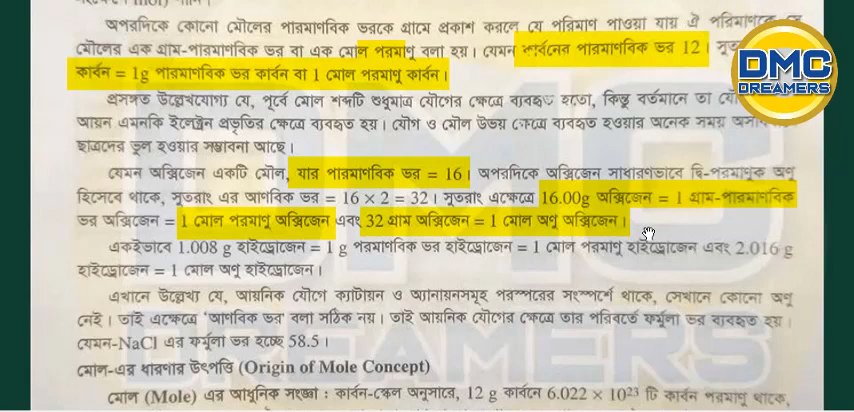 অপরদিকে কোনো মৌলের পারমাণবিক ভরকে গ্রামে প্রকাশ করলে যে পরিমাণ পাওয়া যায় ঐ পরিমাণকে
মৌলের এক গ্রাম-পারমাণবিক ভর বা এক মোল পরমাণু বলা হয়। যেমন কার্বনের পারমাণবিক ভর 12।
কার্বন = 1g পারমাণবিক ভর কার্বন বা 1 মোল পরমাণু কার্বন।
প্রসঙ্গত উল্লেখযোগ্য যে, পূর্বে মোল শব্দটি শুধুমাত্র যৌগের ক্ষেত্রে ব্যবহৃত হতো, কিন্তু বর্তমানে তা
আয়ন এমনকি ইলেক্ট্রন প্রভৃতির ক্ষেত্রে ব্যবহৃত হয়। যৌগ ও মৌল উভয় ক্ষেত্রে ব্যবহৃত হওয়ার অনেক সময়
ছাত্রদের ভুল হওয়ার সম্ভাবনা আছে।
যেমন অক্সিজেন একটি মৌল, যার পারমাণবিক ভর = 16। অপরদিকে অক্সিজেন সাধারণভাবে দ্বি-পরমাণুক অণু
হিসেবে থাকে, সুতরাং এর আণবিক ভর = 16 × 2 = 32। সুতরাং এক্ষেত্রে 16.00g অক্সিজেন = 1 গ্রাম-পারমাণবিক
ভর অক্সিজেন = 1 মোল পরমাণু অক্সিজেন এবং 32 গ্রাম অক্সিজেন = 1 মোল অণু অক্সিজেন।
একইভাবে 1.008 g হাইড্রোজেন = 1 g পরমাণবিক ভর হাইড্রোজেন = 1 মোল পরমাণু হাইড্রোজেন এবং 2.016 g
হাইড্রোজেন = 1 মোল অণু হাইড্রোজেন।
এখানে উল্লেখ্য যে, আয়নিক যৌগে ক্যাটায়ন ও অ্যানায়নসমূহ পরস্পরের সংস্পর্শে থাকে, সেখানে কোনো অণু
নেই। তাই এক্ষেত্রে 'আণবিক ভর' বলা সঠিক নয়। তাই আয়নিক যৌগের ক্ষেত্রে তার পরিবর্তে ফর্মুলা ভর ব্যবহৃত হয়।
যেমন-NaCl এর ফর্মুলা ভর হচ্ছে 58.5।
মোল-এর ধারণার উৎপত্তি (Origin of Mole Concept)
মোল (Mole) এর আধুনিক সংজ্ঞা : কার্বন-স্কেল অনুসারে, 12 g কার্বনে 6.022 × 10²³ টি কার্বন পরমাণু থাকে,
DMC
DREAMERS
DMC
DREAMERS